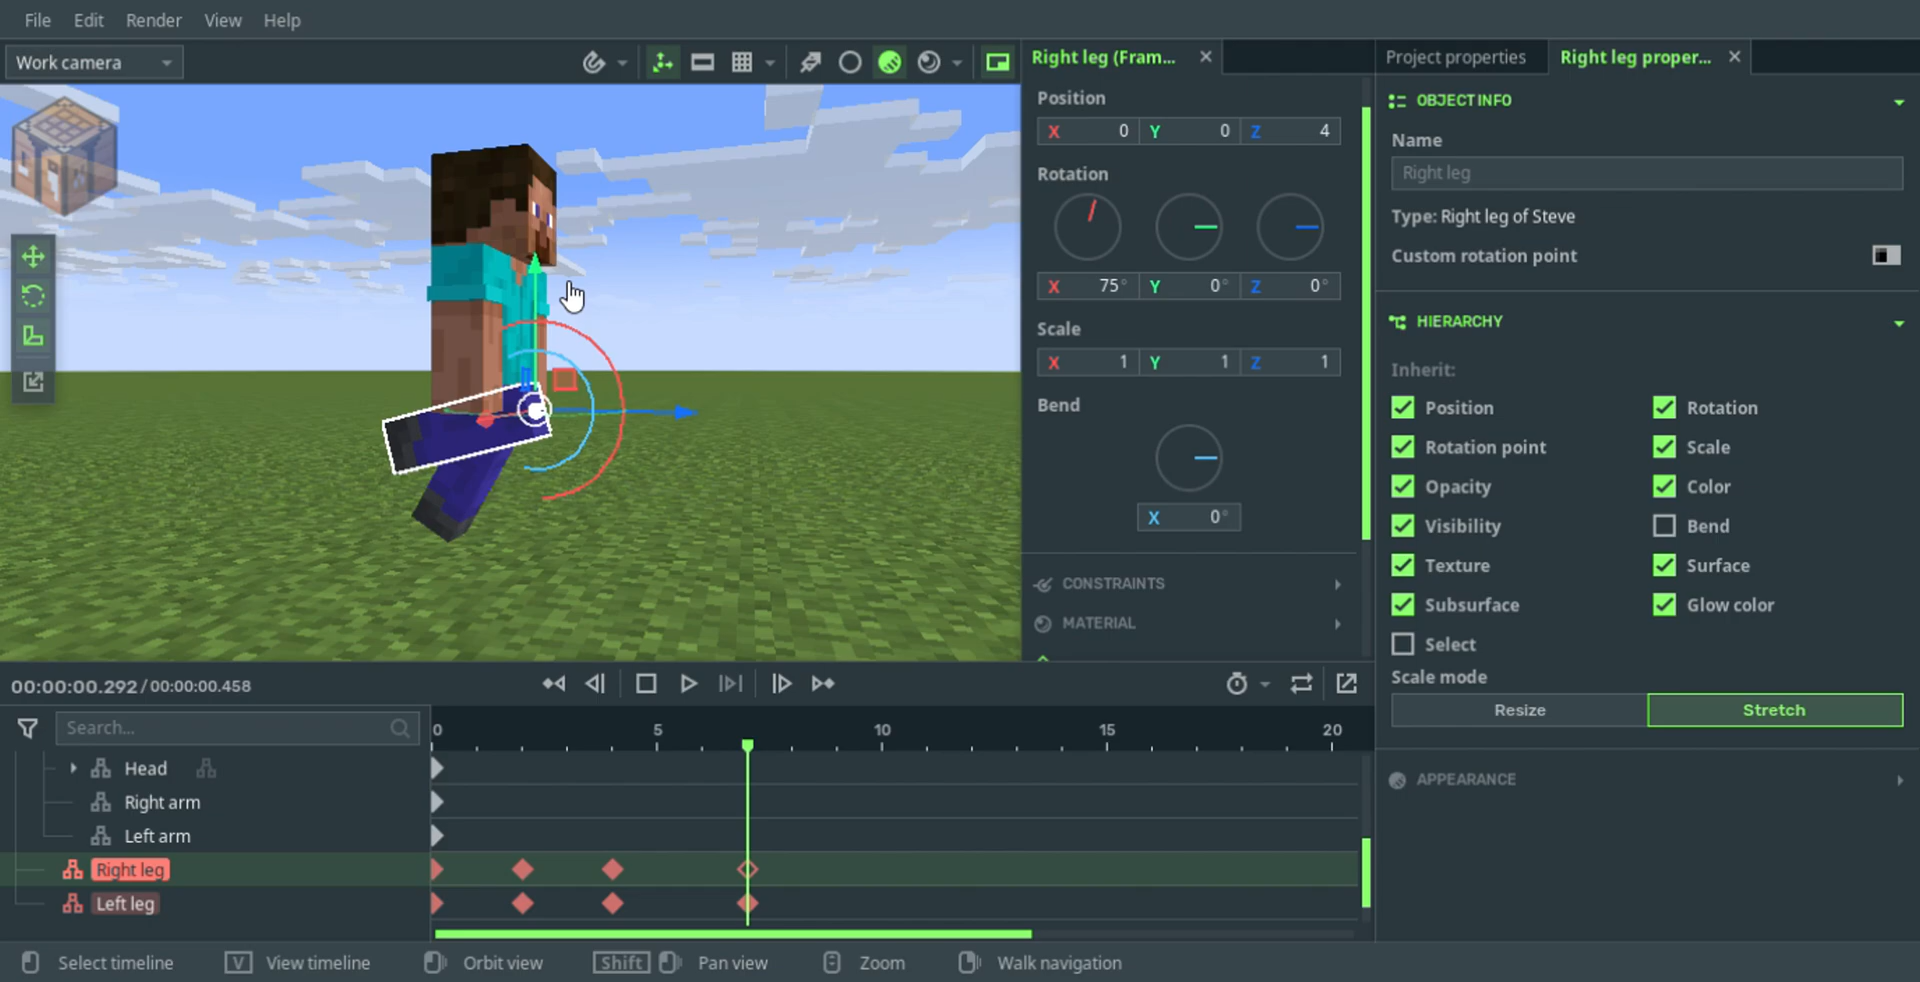 File Edit Render View Help
Work camera
Right leg (Fram...
Project properties
Right leg proper...
Position
X 0 Y 0 Z 4
Rotation
X 75° Y 0° Z 0°
Scale
X 1 Y 1 Z 1
Bend
X 0°
CONSTRAINTS
MATERIAL
OBJECT INFO
Name
Right leg
Type: Right leg of Steve
Custom rotation point
HIERARCHY
Inherit:
Position Rotation
Rotation point Scale
Opacity Color
Visibility Bend
Texture Surface
Subsurface Glow color
Select
Scale mode
Resize Stretch
APPEARANCE
00:00:00.292 / 00:00:00.458
Search...
0 5 10 15 20
Head
Right arm
Left arm
Right leg
Left leg
Select timeline V View timeline Orbit view Shift Pan view Zoom Walk navigation